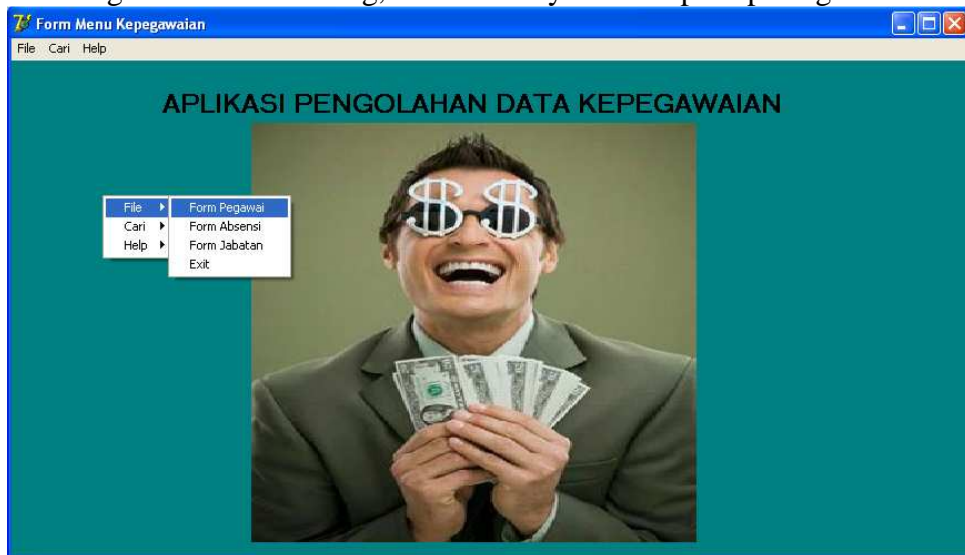 Form Menu Kepegawaian
File Cari Help
APLIKASI PENGOLAHAN DATA KEPEGAWAIAN
File Form Pegawai
Cari Form Absensi
Help Form Jabatan
Exit